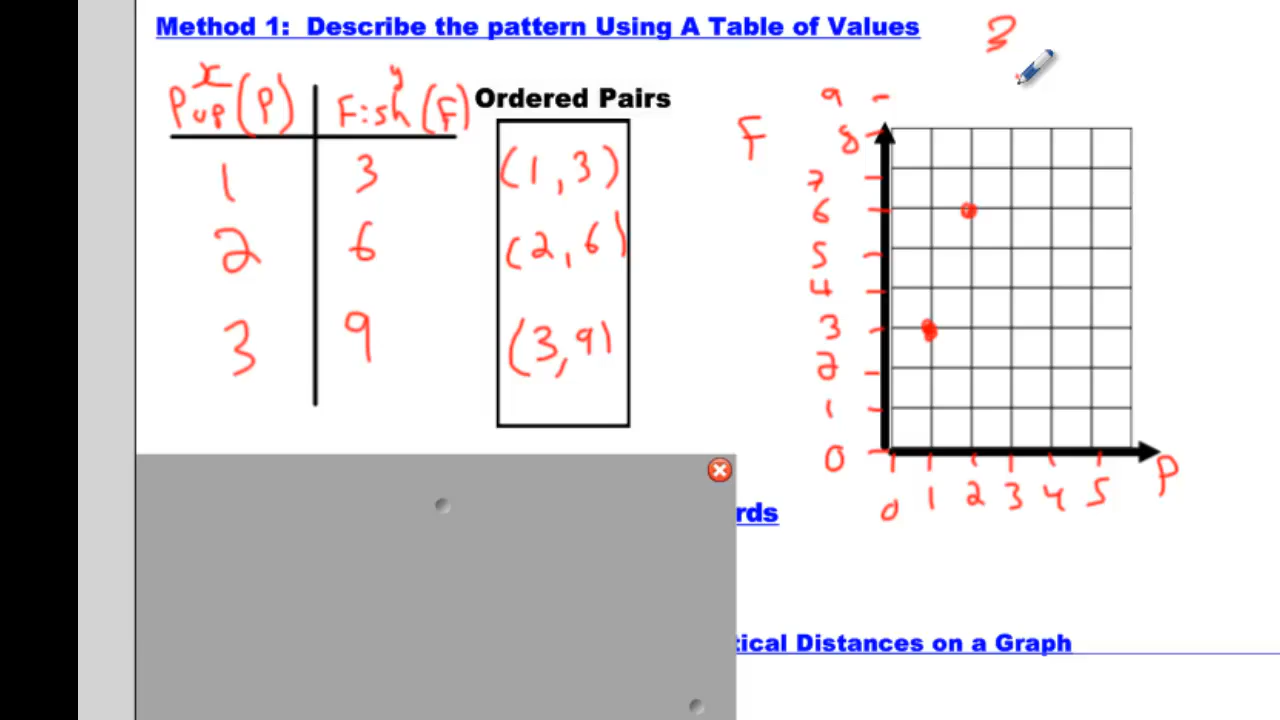 Method 1: Describe the pattern Using A Table of Values
3
x y
Pup (P) F:sh (F)
Ordered Pairs
1 3 (1,3)
2 6 (2,6)
3 9 (3,9)
F
9
8
7
6
5
4
3
2
1
0
0 1 2 3 4 5 P
rds
tical Distances on a Graph